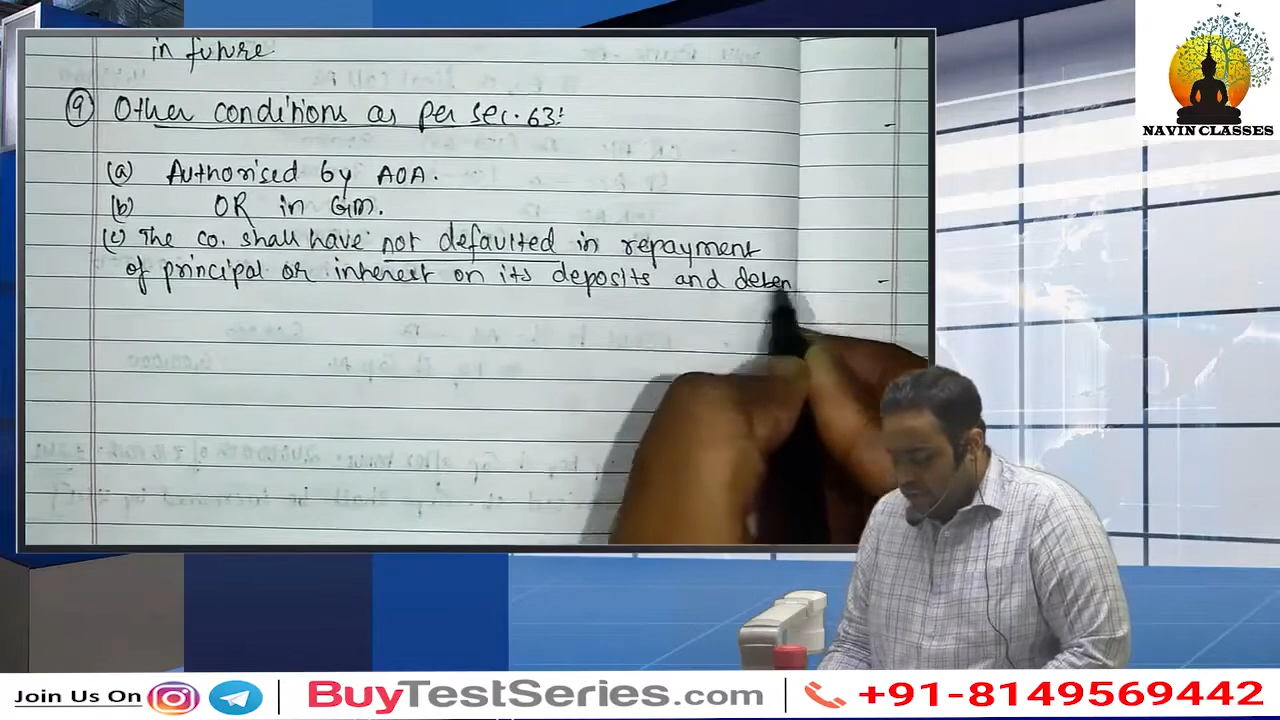 in future
⑨ Other conditions as per sec. 63:
(a) Authorised by AOA.
(b) OR in GM.
(c) The co. shall have not defaulted in repayment
of principal or interest on its deposits and deben
NAVIN CLASSES
Join Us On BuyTestSeries.com +91-8149569442